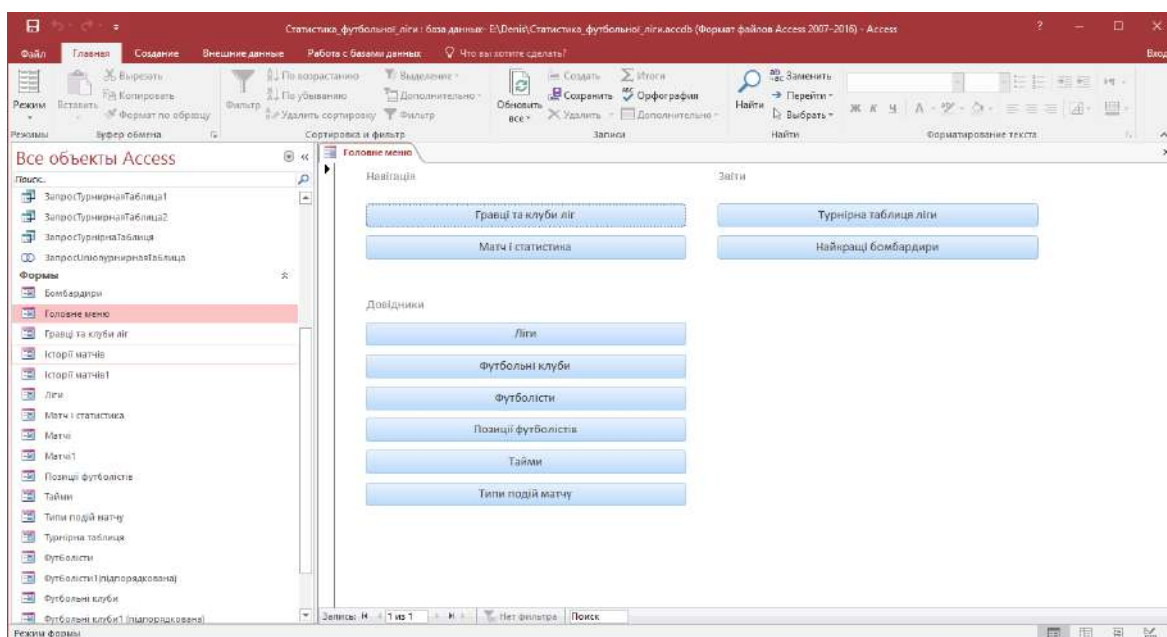 Статистика_футбольної_ліги : база данных- E:\Denis\Статистика_футбольної_ліги.accdb (Формат файлов Access 2007–2016) - Access
Файл Главная Создание Внешние данные Работа с базами данных Что вы хотите сделать? Вход
Режим
Вставить
Вырезать
Копировать
Формат по образцу
Фильтр
По возрастанию
По убыванию
Удалить сортировку
Выделение
Дополнительно
Фильтр
Обновить все
Создать
Сохранить
Удалить
Итоги
Орфография
Дополнительно
Найти
Заменить
Перейти
Выбрать
Ж К Ч А
Режимы Буфер обмена Сортировка и фильтр Записи Найти Форматирование текста
Все объекты Access
Поиск...
ЗапросТурнирнаяТаблица1
ЗапросТурнирнаяТаблица2
ЗапросТурнірнаТаблиця
Формы
Бомбардири
Головне меню
Гравці та клуби ліг
Історії матчів
Історії матчів1
Ліги
Матч і статистика
Матчі
Матчі1
Позиції футболістів
Тайми
Типи подій матчу
Турнірна таблиця
Футболісти
Футболісти1(підпорядкована)
Футбольні клуби
Футбольні клуби1 (підпорядкована)
Головне меню
Навігація
Гравці та клуби ліг
Матч і статистика
Звіти
Турнірна таблиця ліги
Найкращі бомбардири
Довідники
Ліги
Футбольні клуби
Футболісти
Позиції футболістів
Тайми
Типи подій матчу
Запись: 1 из 1 Нет фильтра Поиск
Режим формы